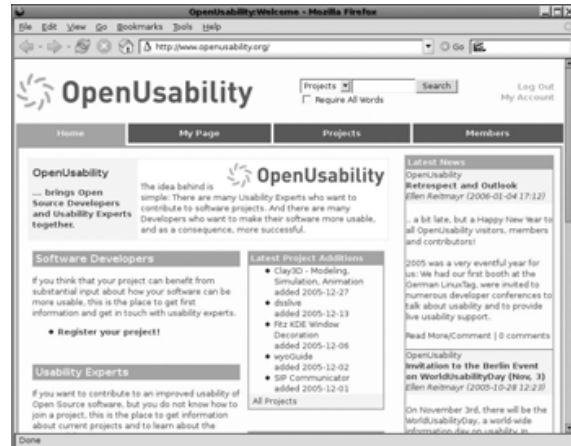 OpenUsability:Welcome - Mozilla Firefox
File Edit View Go Bookmarks Tools Help
http://www.openusability.org/
Go
OpenUsability
Projects
Search
Require All Words
Log Out
My Account
Home My Page Projects Members
OpenUsability
.... brings Open
Source Developers
and Usability Experts
together.
OpenUsability
The idea behind is
simple: There are many Usability Experts who want to
contribute to software projects. And there are many
Developers who want to make their software more usable,
and as a consequence, more successful.
Software Developers
If you think that your project can benefit from
substantial input about how your software can be
more usable, this is the place to get first
information and get in touch with usability experts.
Register your project!
Usability Experts
If you want to contribute to an improved usability of
Open Source software, but you do not know how to
join a project, this is the place to get information
about current projects and to learn about the
Latest Project Additions
Clay3D - Modeling,
Simulation, Animation
added 2005-12-27
dsslive
added 2005-12-13
Fitz KDE Window
Decoration
added 2005-12-06
wyoGuide
added 2005-12-02
SIP Communicator
added 2005-12-01
All Projects
Latest News
OpenUsability
Retrospect and Outlook
Ellen Reitmayr (2006-01-04 17:12)
.. a bit late, but a Happy New Year to
all OpenUsability visitors, members
and contributors!
2005 was a very eventful year for
us: We had our first booth at the
German LinuxTag, were invited to
numerous developer conferences to
talk about usability and to provide
live usability support.
Read More/Comment | 0 comments
OpenUsability
Invitation to the Berlin Event
on WorldUsabilityDay (Nov, 3)
Ellen Reitmayr (2005-10-28 12:23)
On November 3rd, there will be the
WorldUsabilityDay, a world-wide
information day on usability. In
Done